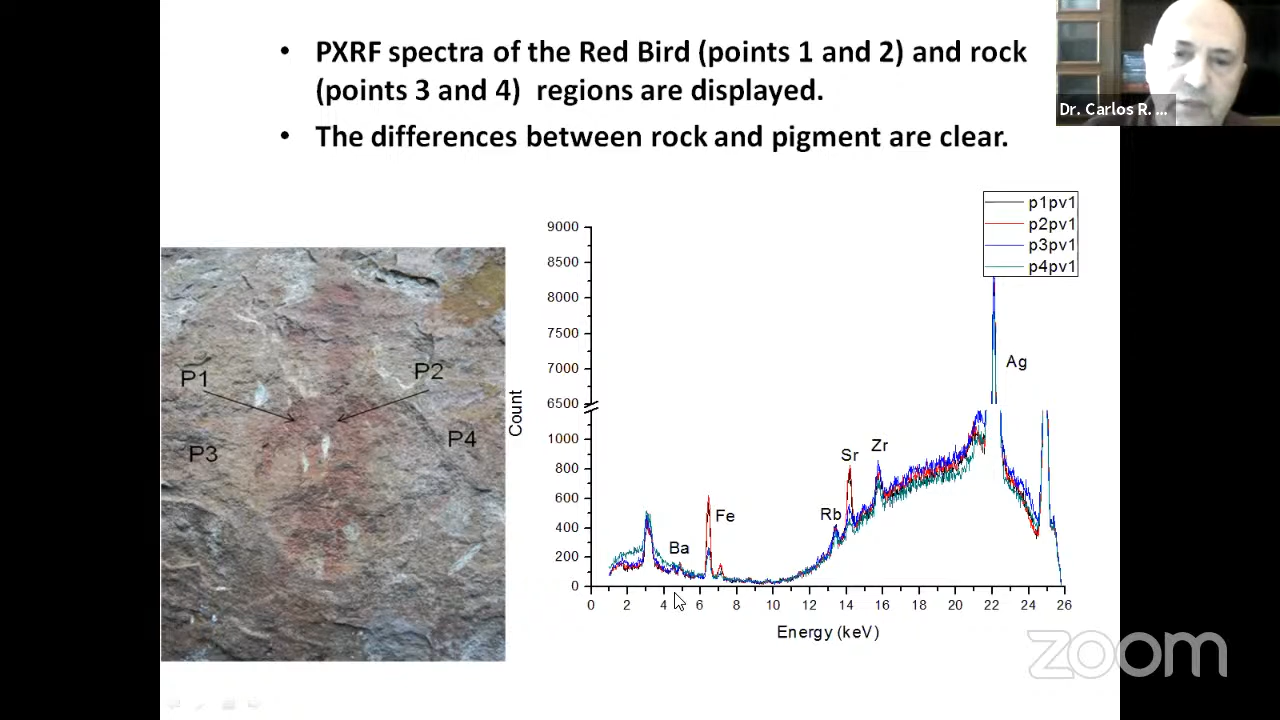 • PXRF spectra of the Red Bird (points 1 and 2) and rock
(points 3 and 4) regions are displayed.
• The differences between rock and pigment are clear.
Dr. Carlos R. ...
p1pv1
p2pv1
p3pv1
p4pv1
P1
P2
P3
P4
Count
9000
8500
8000
7500
7000
6500
1000
800
600
400
200
0
Ag
Sr
Zr
Rb
Fe
Ba
0 2 4 6 8 10 12 14 16 18 20 22 24 26
Energy (keV)
zoom